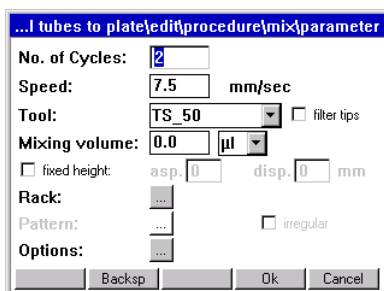 ...l tubes to plate\edit\procedure\mix\parameter
No. of Cycles: 2
Speed: 7.5 mm/sec
Tool: TS_50 filter tips
Mixing volume: 0.0 µl
fixed height: asp. 0 disp. 0 mm
Rack: ...
Pattern: ... irregular
Options: ...
Backsp Ok Cancel